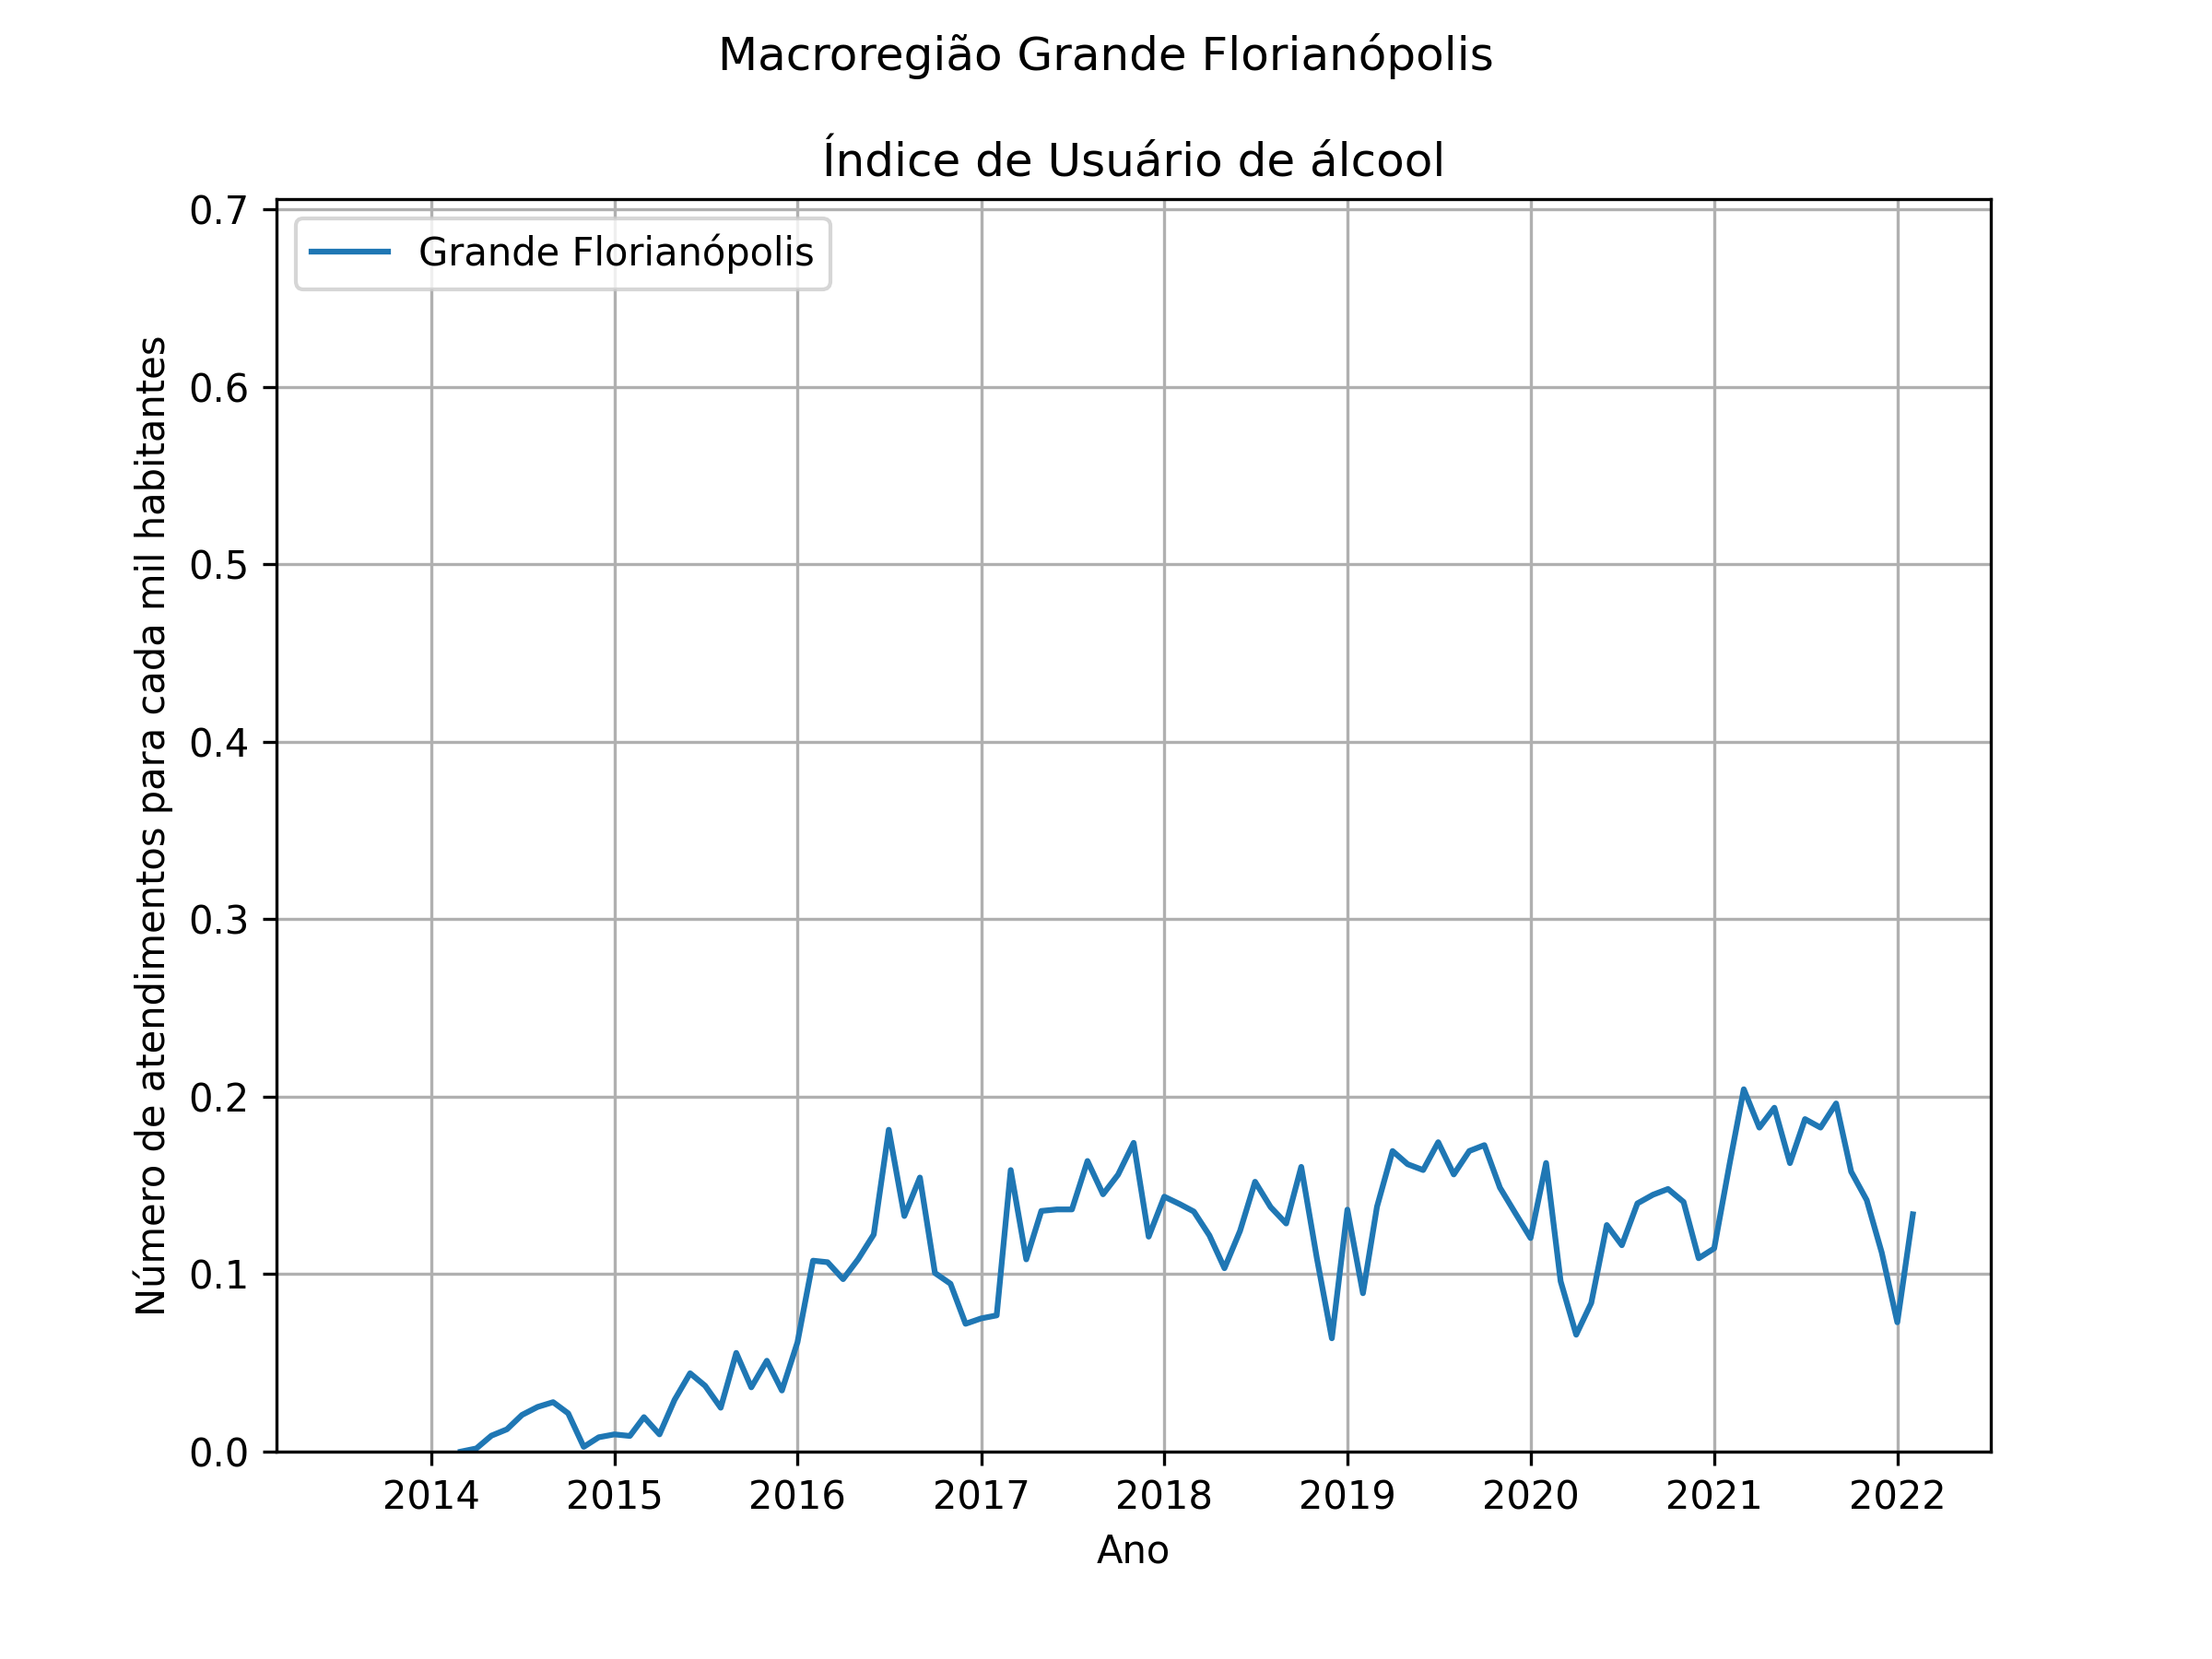 Macroregião Grande Florianópolis
Índice de Usuário de álcool
Grande Florianópolis
Número de atendimentos para cada mil habitantes
0.7
0.6
0.5
0.4
0.3
0.2
0.1
0.0
2014 2015 2016 2017 2018 2019 2020 2021 2022
Ano